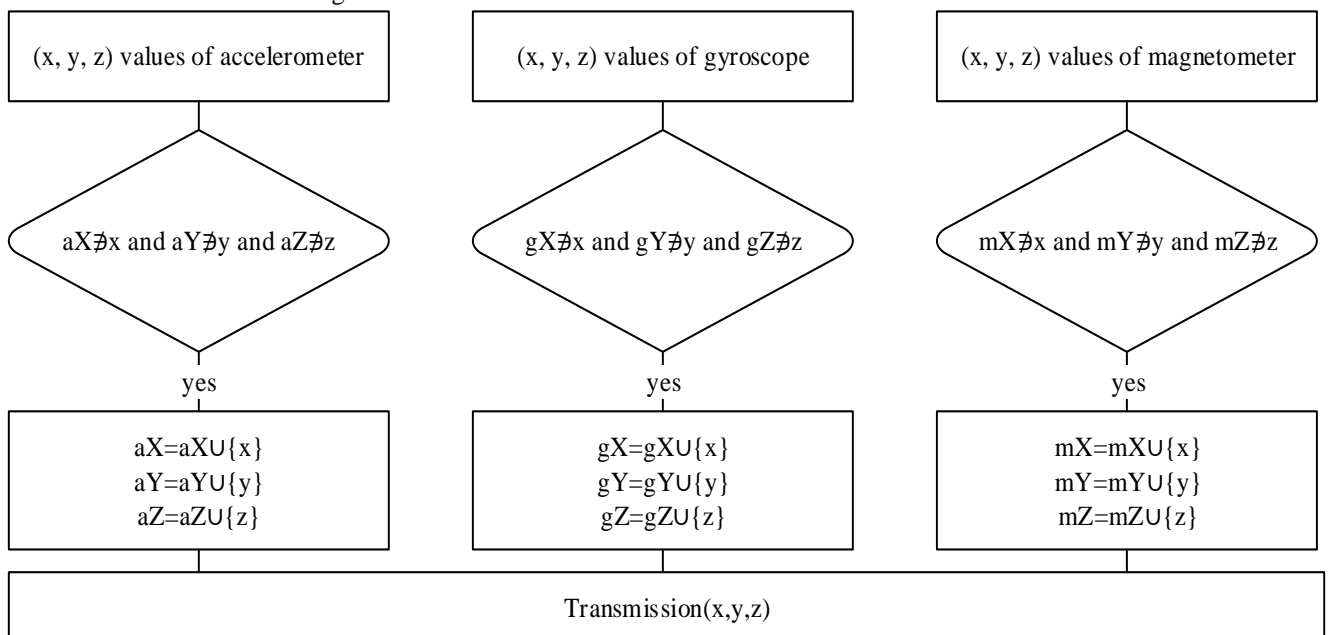 (x, y, z) values of accelerometer
(x, y, z) values of gyroscope
(x, y, z) values of magnetometer
aX∌x and aY∌y and aZ∌z
gX∌x and gY∌y and gZ∌z
mX∌x and mY∌y and mZ∌z
yes
yes
yes
aX=aX∪{x}
aY=aY∪{y}
aZ=aZ∪{z}
gX=gX∪{x}
gY=gY∪{y}
gZ=gZ∪{z}
mX=mX∪{x}
mY=mY∪{y}
mZ=mZ∪{z}
Transmission(x,y,z)